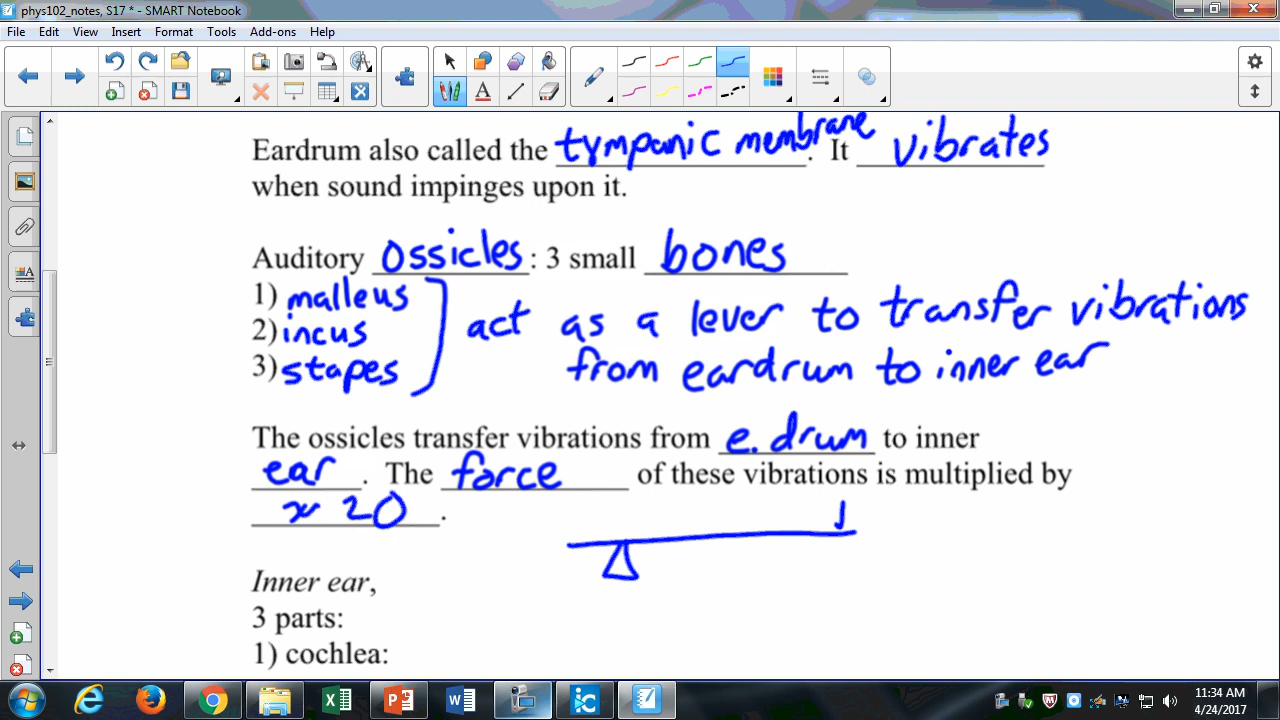 phys102_notes, S17 * - SMART Notebook
File Edit View Insert Format Tools Add-ons Help
Eardrum also called the tympanic membrane. It vibrates
when sound impinges upon it.
Auditory ossicles: 3 small bones
1) malleus
2) incus
3) stapes
act as a lever to transfer vibrations
from eardrum to inner ear
The ossicles transfer vibrations from e. drum to inner
ear. The force of these vibrations is multiplied by
≈ 20.
Inner ear,
3 parts:
1) cochlea:
11:34 AM
4/24/2017